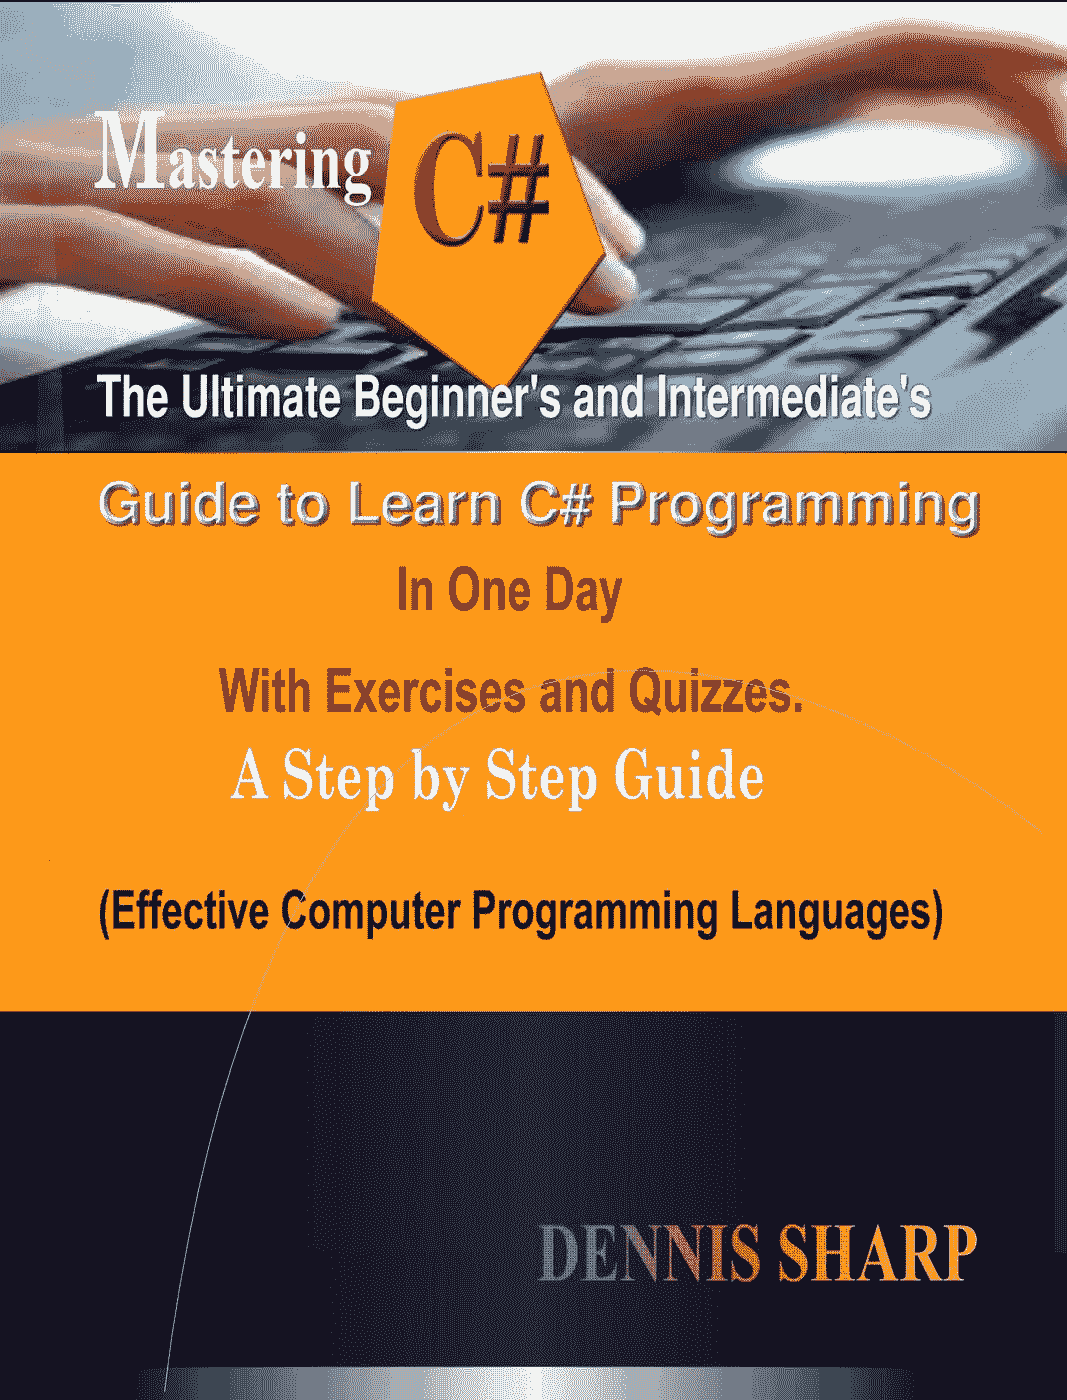 Mastering C#
The Ultimate Beginner's and Intermediate's
Guide to Learn C# Programming
In One Day
With Exercises and Quizzes.
A Step by Step Guide
(Effective Computer Programming Languages)
DENNIS SHARP